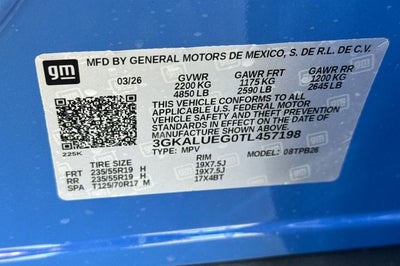 gm
MFD BY GENERAL MOTORS DE MEXICO, S. DE R.L. DE C.V.
03/26 GVWR GAWR FRT GAWR RR
2200 KG 1175 KG 1200 KG
4850 LB 2590 LB 2645 LB
THIS VEHICLE CONFORMS TO ALL
APPLICABLE U.S. FEDERAL MOTOR
VEHICLE SAFETY AND THEFT
PREVENTION STANDARDS IN EFFECT
ON THE DATE OF MANUFACTURE
SHOWN ABOVE.
3GKALUEG0TL457198
225K TYPE: MPV MODEL: 08TPB26
TIRE SIZE RIM
FRT 235/55R19 H 19X7.5J
RR 235/55R19 H 19X7.5J
SPA T125/70R17 M 17X4BT